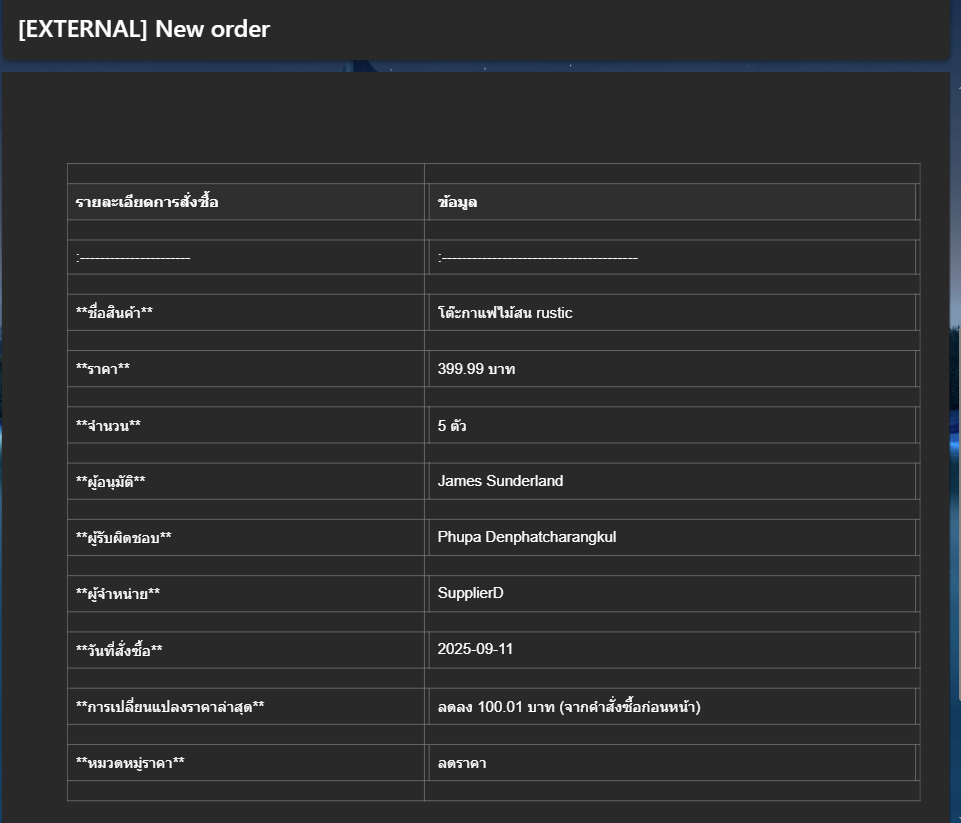 [EXTERNAL] New order
รายละเอียดการสั่งซื้อ ข้อมูล
:---------------------- :---------------------------------------
**ชื่อสินค้า** โต๊ะกาแฟไม้สน rustic
**ราคา** 399.99 บาท
**จำนวน** 5 ตัว
**ผู้อนุมัติ** James Sunderland
**ผู้รับผิดชอบ** Phupa Denphatcharangkul
**ผู้จำหน่าย** SupplierD
**วันที่สั่งซื้อ** 2025-09-11
**การเปลี่ยนแปลงราคาล่าสุด** ลดลง 100.01 บาท (จากคำสั่งซื้อก่อนหน้า)
**หมวดหมู่ราคา** ลดราคา